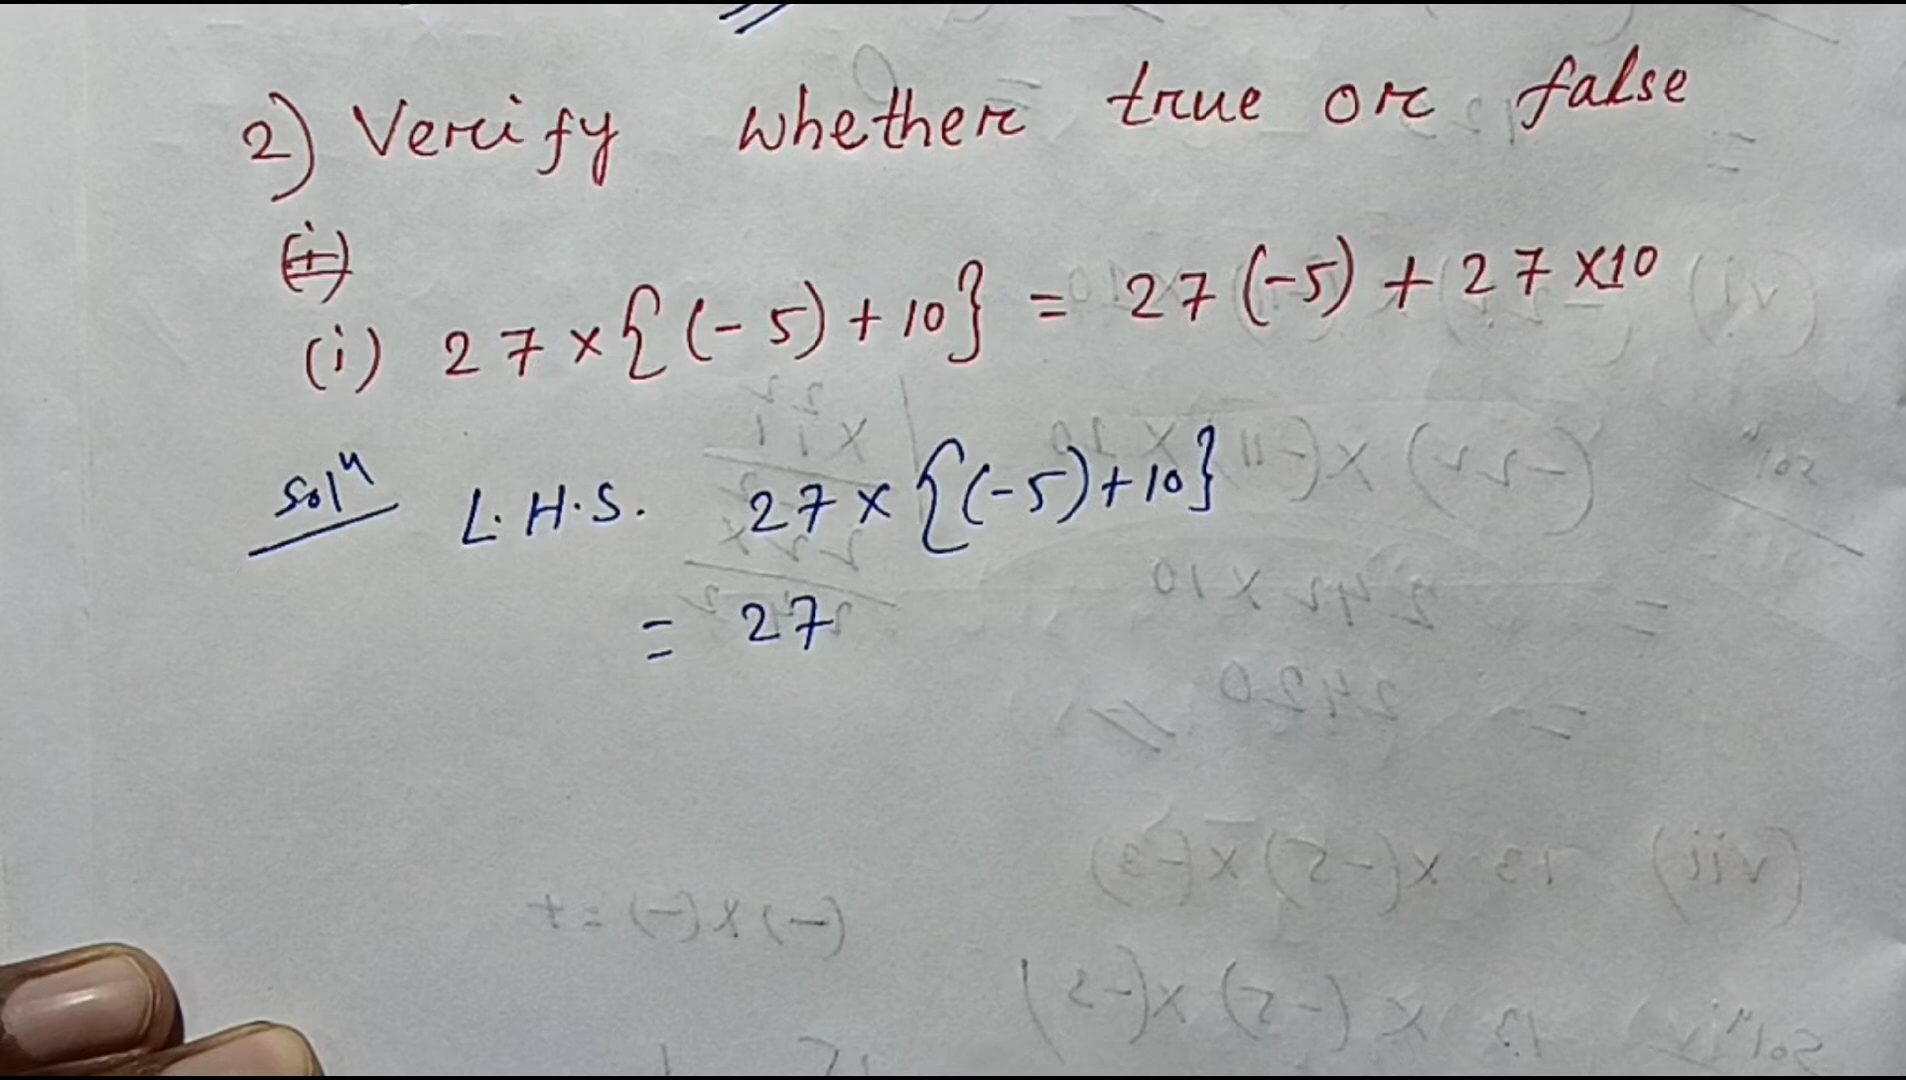 2) Verify whether true or false
(i)
(i) 27 × {(-5) + 10} = 27 (-5) + 27 × 10
Solⁿ L.H.S. 27 × {(-5) + 10}
= 27